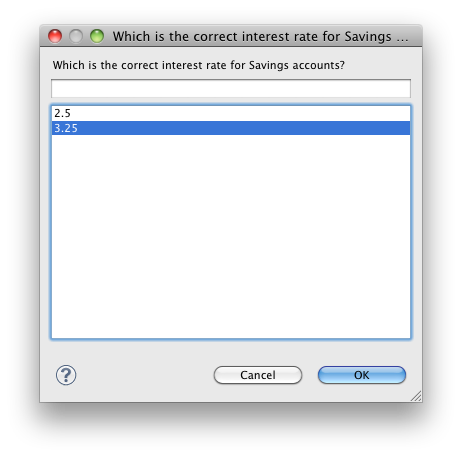 Which is the correct interest rate for Savings ...
Which is the correct interest rate for Savings accounts?
2.5
3.25
?
Cancel OK